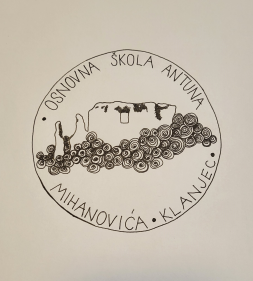 • OSNOVNA ŠKOLA ANTUNA
MIHANOVIĆA • KLANJEC •